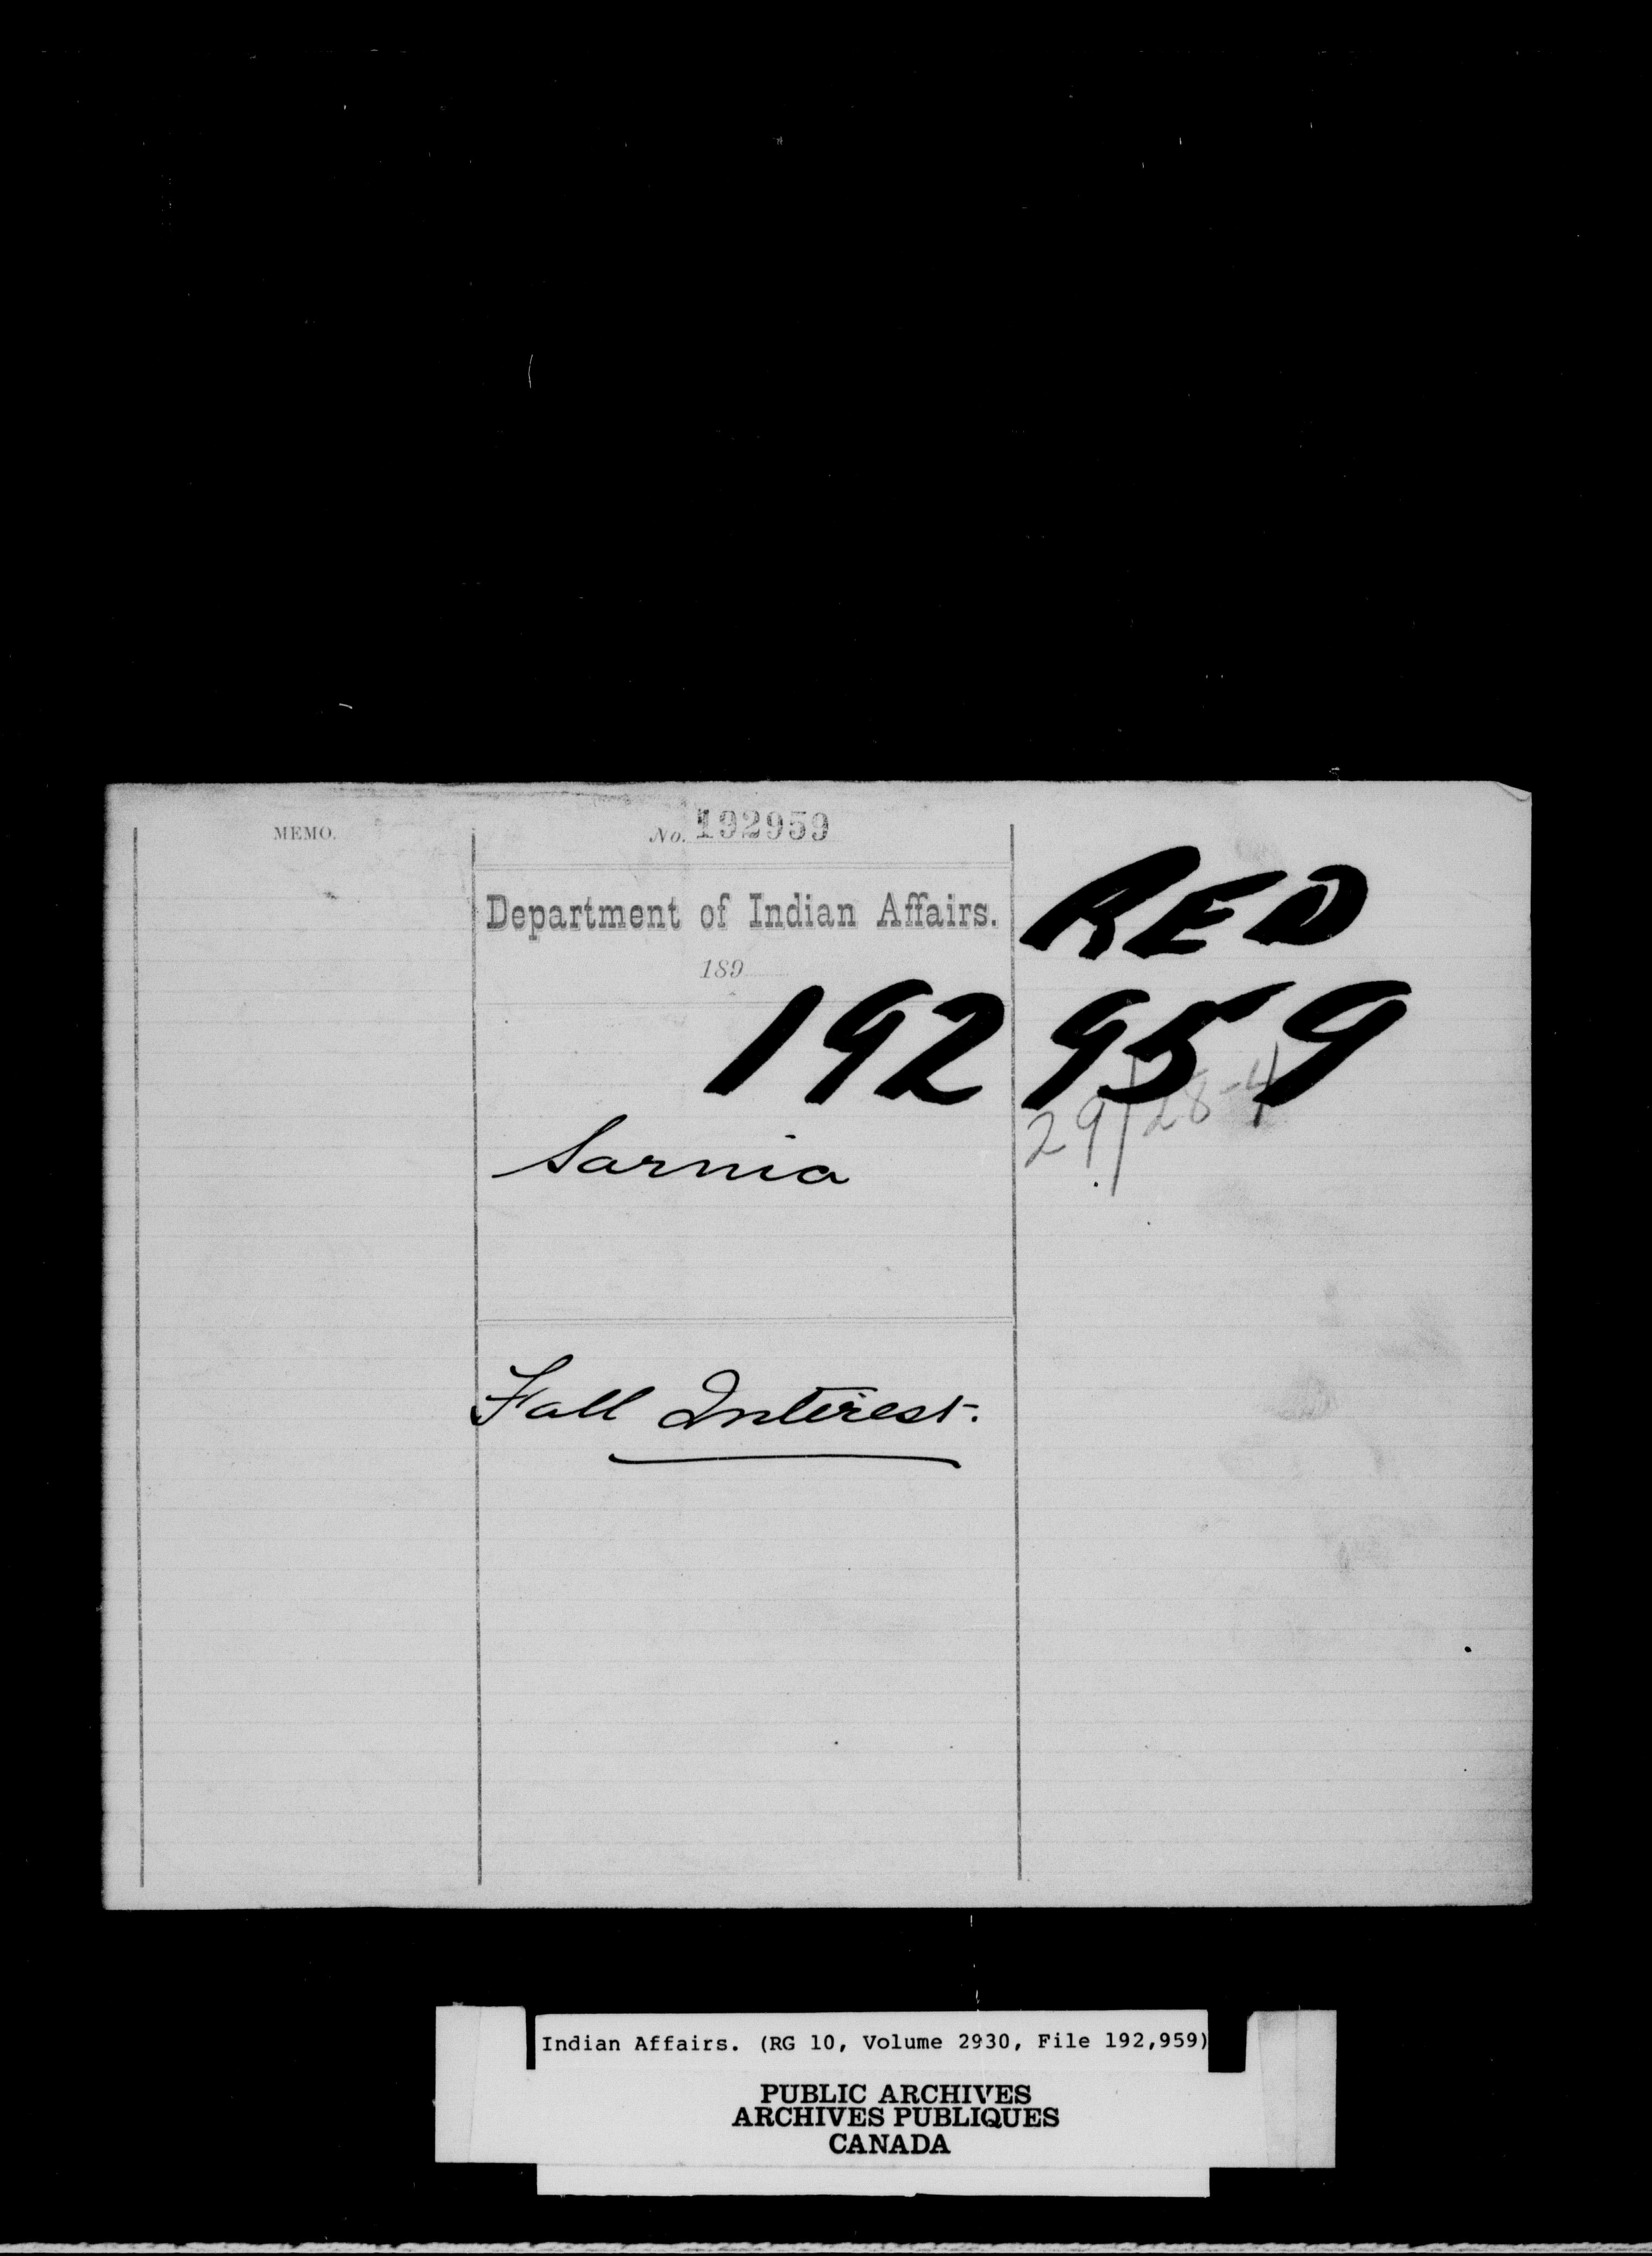 MEMO.
No. 192959
Department of Indian Affairs.
189
RED
192959
29/28-4
Sarnia
Fall Interest.
Indian Affairs. (RG 10, Volume 2930, File 192,959)
PUBLIC ARCHIVES
ARCHIVES PUBLIQUES
CANADA